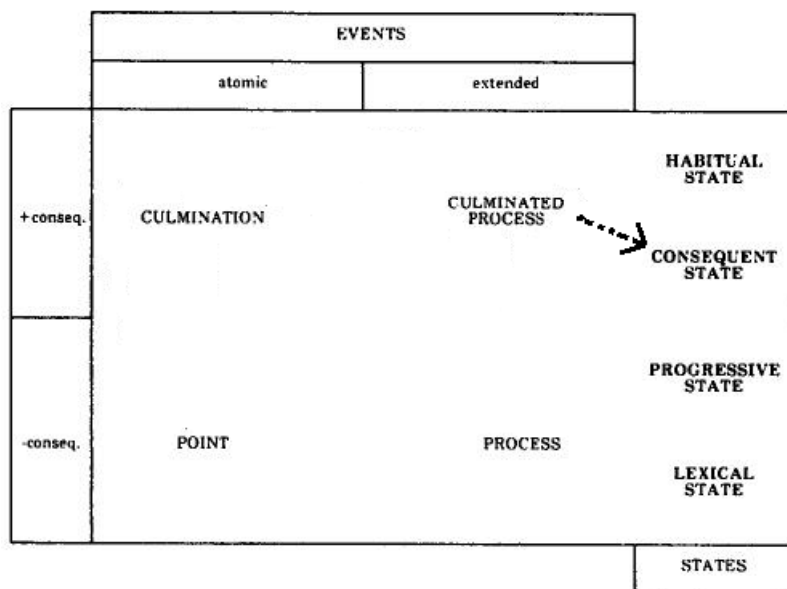 EVENTS
atomic
extended
HABITUAL
STATE
+conseq.
CULMINATION
CULMINATED
PROCESS
CONSEQUENT
STATE
PROGRESSIVE
STATE
-conseq.
POINT
PROCESS
LEXICAL
STATE
STATES